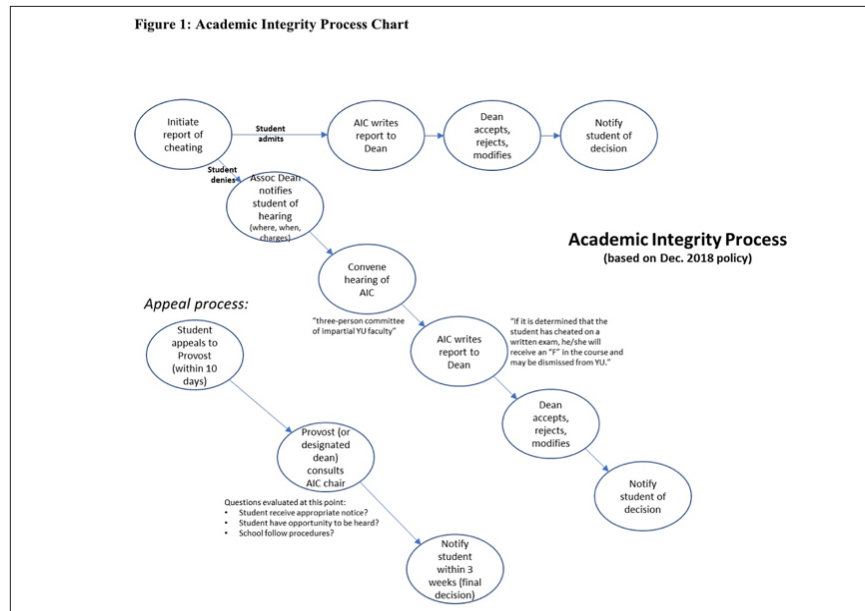 Figure 1: Academic Integrity Process Chart
Initiate
report of
cheating
Student
admits
AIC writes
report to
Dean
Dean
accepts,
rejects,
modifies
Notify
student of
decision
Student
denies
Assoc Dean
notifies
student of
hearing
(where, when,
charges)
Academic Integrity Process
(based on Dec. 2018 policy)
Convene
hearing of
AIC
"three-person committee
of impartial YU faculty"
AIC writes
report to
Dean
"If it is determined that the
student has cheated on a
written exam, he/she will
receive an "F" in the course and
may be dismissed from YU."
Dean
accepts,
rejects,
modifies
Notify
student of
decision
Appeal process:
Student
appeals to
Provost
(within 10
days)
Provost (or
designated
dean)
consults
AIC chair
Questions evaluated at this point:
• Student receive appropriate notice?
• Student have opportunity to be heard?
• School follow procedures?
Notify
student
within 3
weeks (final
decision)